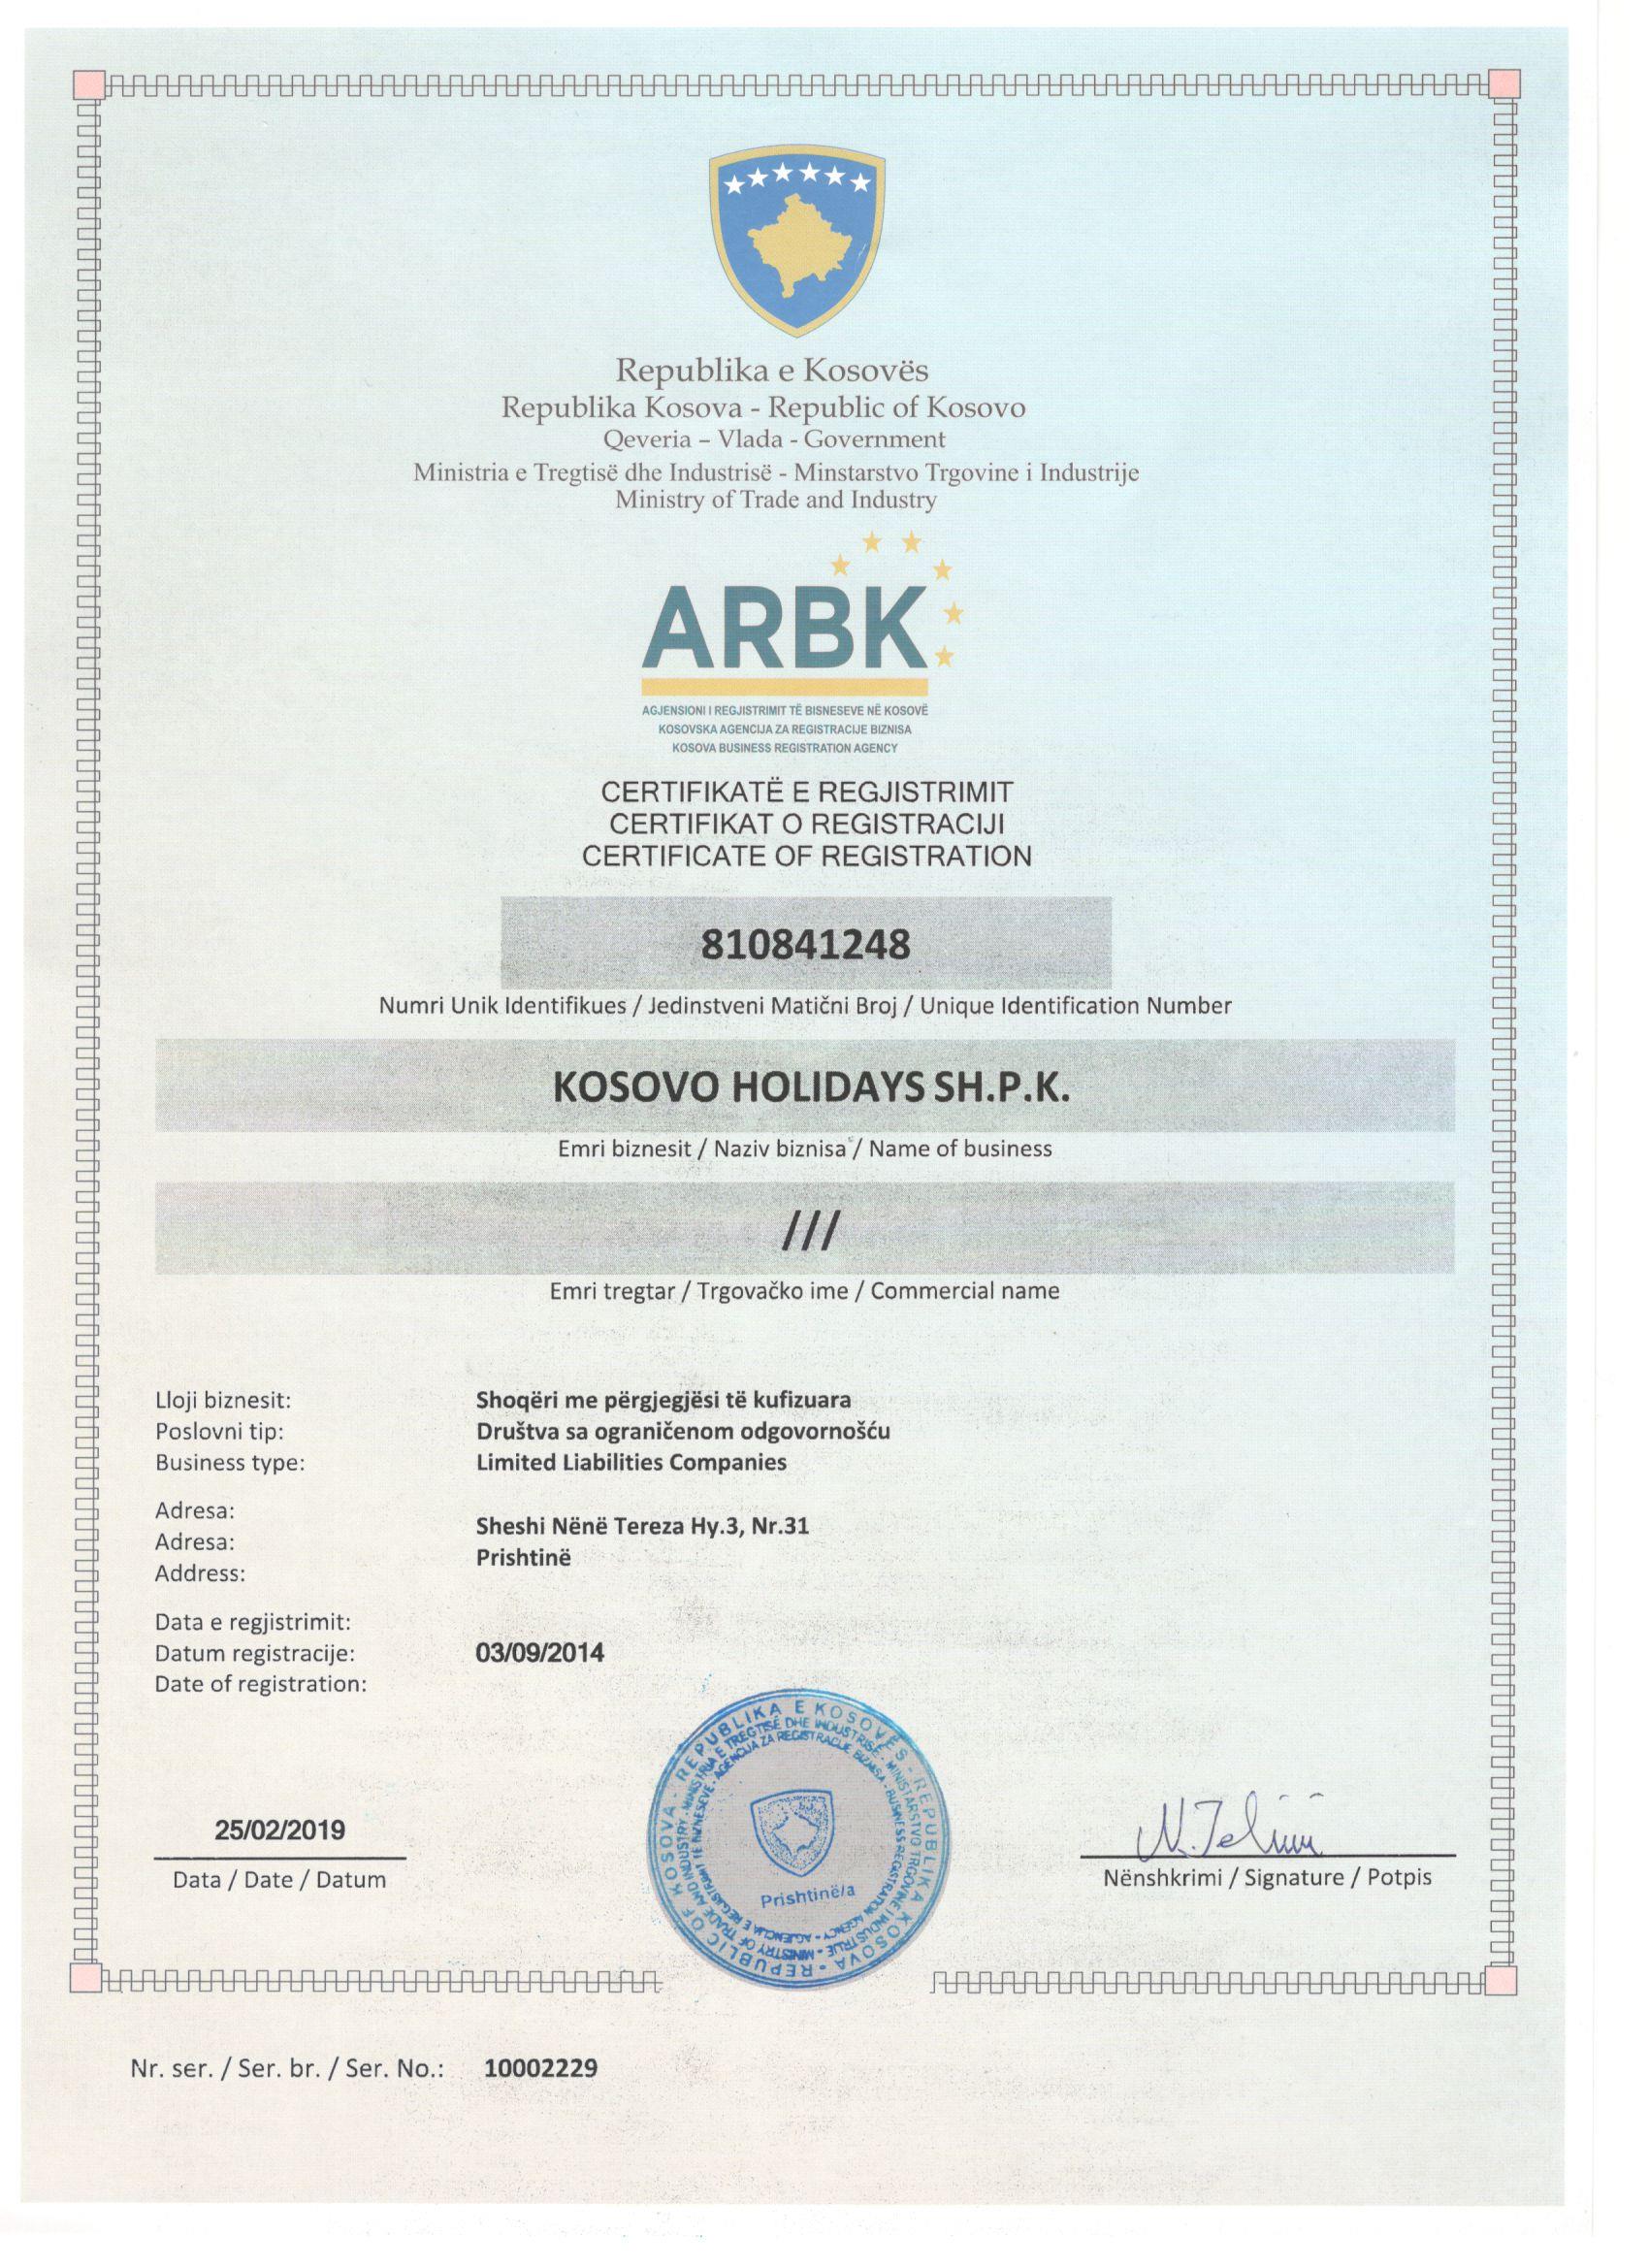 Republika e Kosovës
Republika Kosova - Republic of Kosovo
Qeveria – Vlada - Government
Ministria e Tregtisë dhe Industrisë - Minstarstvo Trgovine i Industrije
Ministry of Trade and Industry
ARBK
AGJENSIONI I REGJISTRIMIT TË BISNESEVE NË KOSOVË
KOSOVSKA AGENCIJA ZA REGISTRACIJE BIZNISA
KOSOVA BUSINESS REGISTRATION AGENCY
CERTIFIKATË E REGJISTRIMIT
CERTIFIKAT O REGISTRACIJI
CERTIFICATE OF REGISTRATION
810841248
Numri Unik Identifikues / Jedinstveni Matični Broj / Unique Identification Number
KOSOVO HOLIDAYS SH.P.K.
Emri biznesit / Naziv biznisa / Name of business
///
Emri tregtar / Trgovačko ime / Commercial name
Lloji biznesit: Shoqëri me përgjegjësi të kufizuara
Poslovni tip: Društva sa ograničenom odgovornošću
Business type: Limited Liabilities Companies
Adresa:
Sheshi Nënë Tereza Hy.3, Nr.31
Adresa:
Prishtinë
Address:
Data e regjistrimit:
Datum registracije: 03/09/2014
Date of registration:
REPUBLIKA E KOSOVËS - REPUBLIKA KOSOVA - REPUBLIC OF KOSOVA
MINISTRIA E TREGTISË DHE INDUSTRISË - MINISTARSTVO TRGOVINE I INDUSTRIJE - MINISTRY OF TRADE AND INDUSTRY
AGENCIJA ZA REGISTRACIJE BIZNISA - BUSINESS REGISTRATION AGENCY
Prishtinë/a
25/02/2019
Data / Date / Datum
Nënshkrimi / Signature / Potpis
Nr. ser. / Ser. br. / Ser. No.: 10002229